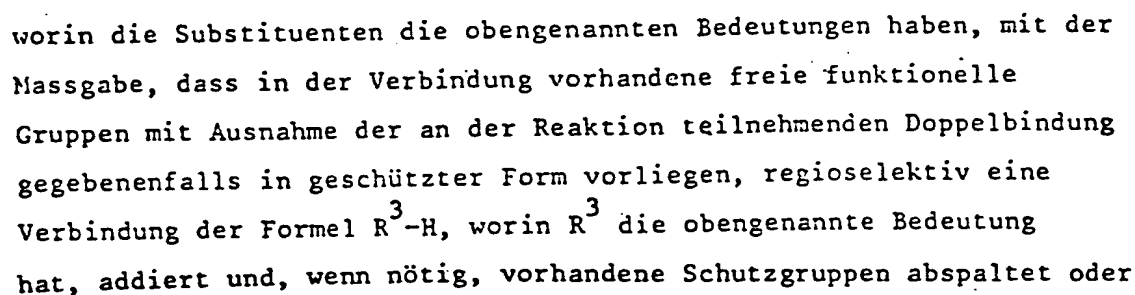 worin die Substituenten die obengenannten Bedeutungen haben, mit der
Massgabe, dass in der Verbindung vorhandene freie funktionelle
Gruppen mit Ausnahme der an der Reaktion teilnehmenden Doppelbindung
gegebenenfalls in geschützter Form vorliegen, regioselektiv eine
Verbindung der Formel R³-H, worin R³ die obengenannte Bedeutung
hat, addiert und, wenn nötig, vorhandene Schutzgruppen abspaltet oder